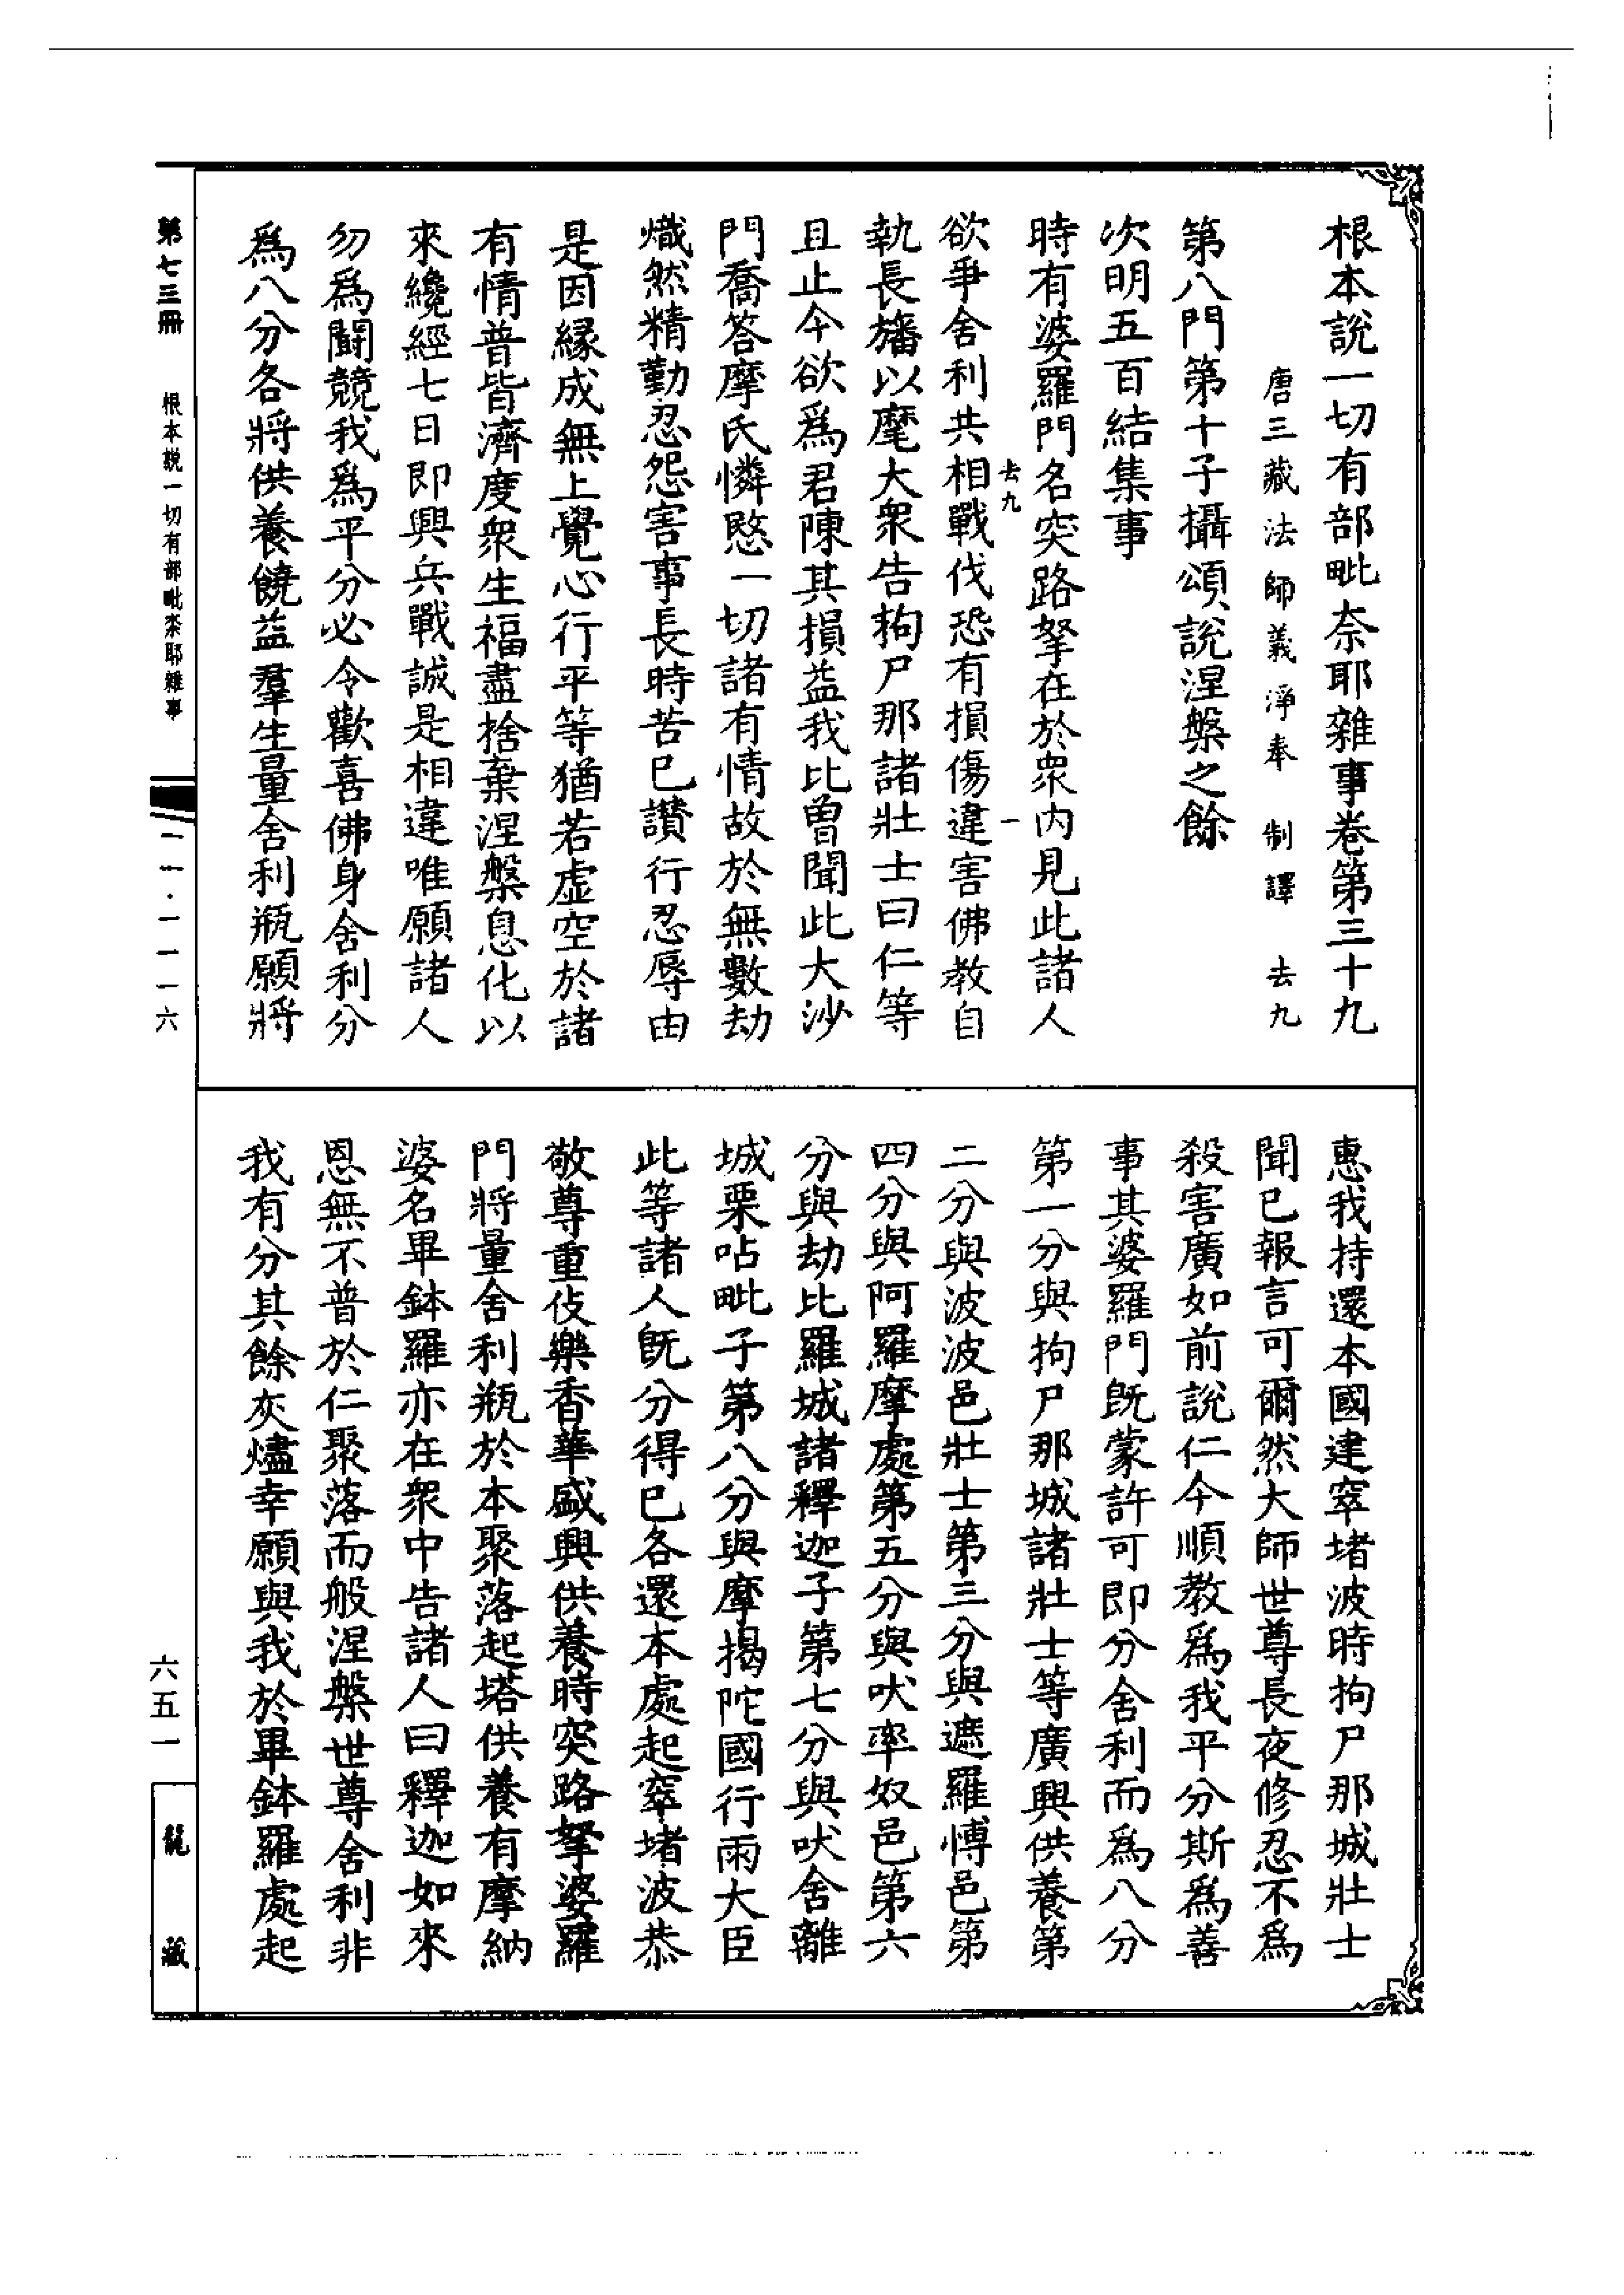 根本說一切有部毗奈耶雜事卷第三十九
唐三藏法師義淨奉　制譯　去九
第八門第十子攝頌說涅槃之餘
次明五百結集事
時有婆羅門名突路拏在於衆內見此諸人
去九　一
欲爭舍利共相戰伐恐有損傷違害佛教自
執長旛以麾大衆告拘尸那諸壯士曰仁等
且止今欲爲君陳其損益我比曾聞此大沙
門喬答摩氏憐愍一切諸有情故於無數劫
熾然精勤忍怨害事長時苦已讚行忍辱由
是因緣成無上覺心行平等猶若虛空於諸
有情普皆濟度衆生福盡捨棄涅槃息化以
來纔經七日即興兵戰誠是相違唯願諸人
勿爲鬪競我爲平分必令歡喜佛身舍利分
爲八分各將供養饒益羣生量舍利瓶願將
惠我持還本國建窣堵波時拘尸那城壯士
聞已報言可爾然大師世尊長夜修忍不爲
殺害廣如前說仁今順教爲我平分斯爲善
事其婆羅門既蒙許可即分舍利而爲八分
第一分與拘尸那城諸壯士等廣興供養第
二分與波波邑壯士第三分與遮羅博邑第
四分與阿羅摩處第五分與吠率奴邑第六
分與劫比羅城諸釋迦子第七分與吠舍離
城栗呫毗子第八分與摩揭陀國行雨大臣
此等諸人既分得已各還本處起窣堵波恭
敬尊重伎樂香華盛興供養時突路拏婆羅
門將量舍利瓶於本聚落起塔供養有摩納
婆名畢鉢羅亦在衆中告諸人曰釋迦如來
恩無不普於仁聚落而般涅槃世尊舍利非
我有分其餘灰燼幸願與我於畢鉢羅處起
第七三冊　根本說一切有部毗柰耶雜事　一一·一一一六
六五一
龍藏